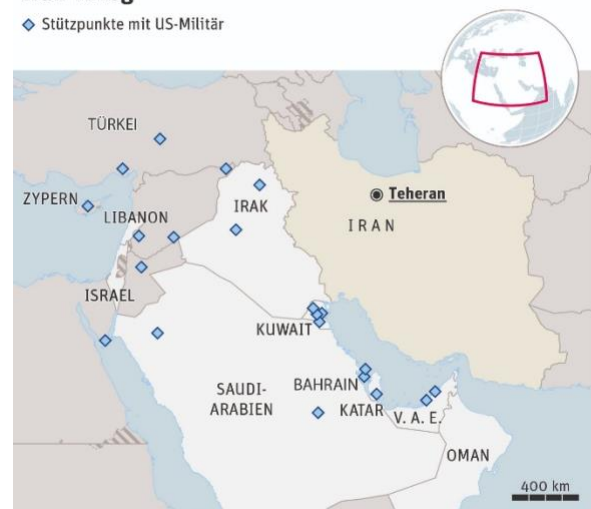 Stützpunkte mit US-Militär
TÜRKEI
ZYPERN
LIBANON
IRAK
Teheran
IRAN
ISRAEL
KUWAIT
SAUDI-
ARABIEN
BAHRAIN
KATAR
V. A. E.
OMAN
400 km